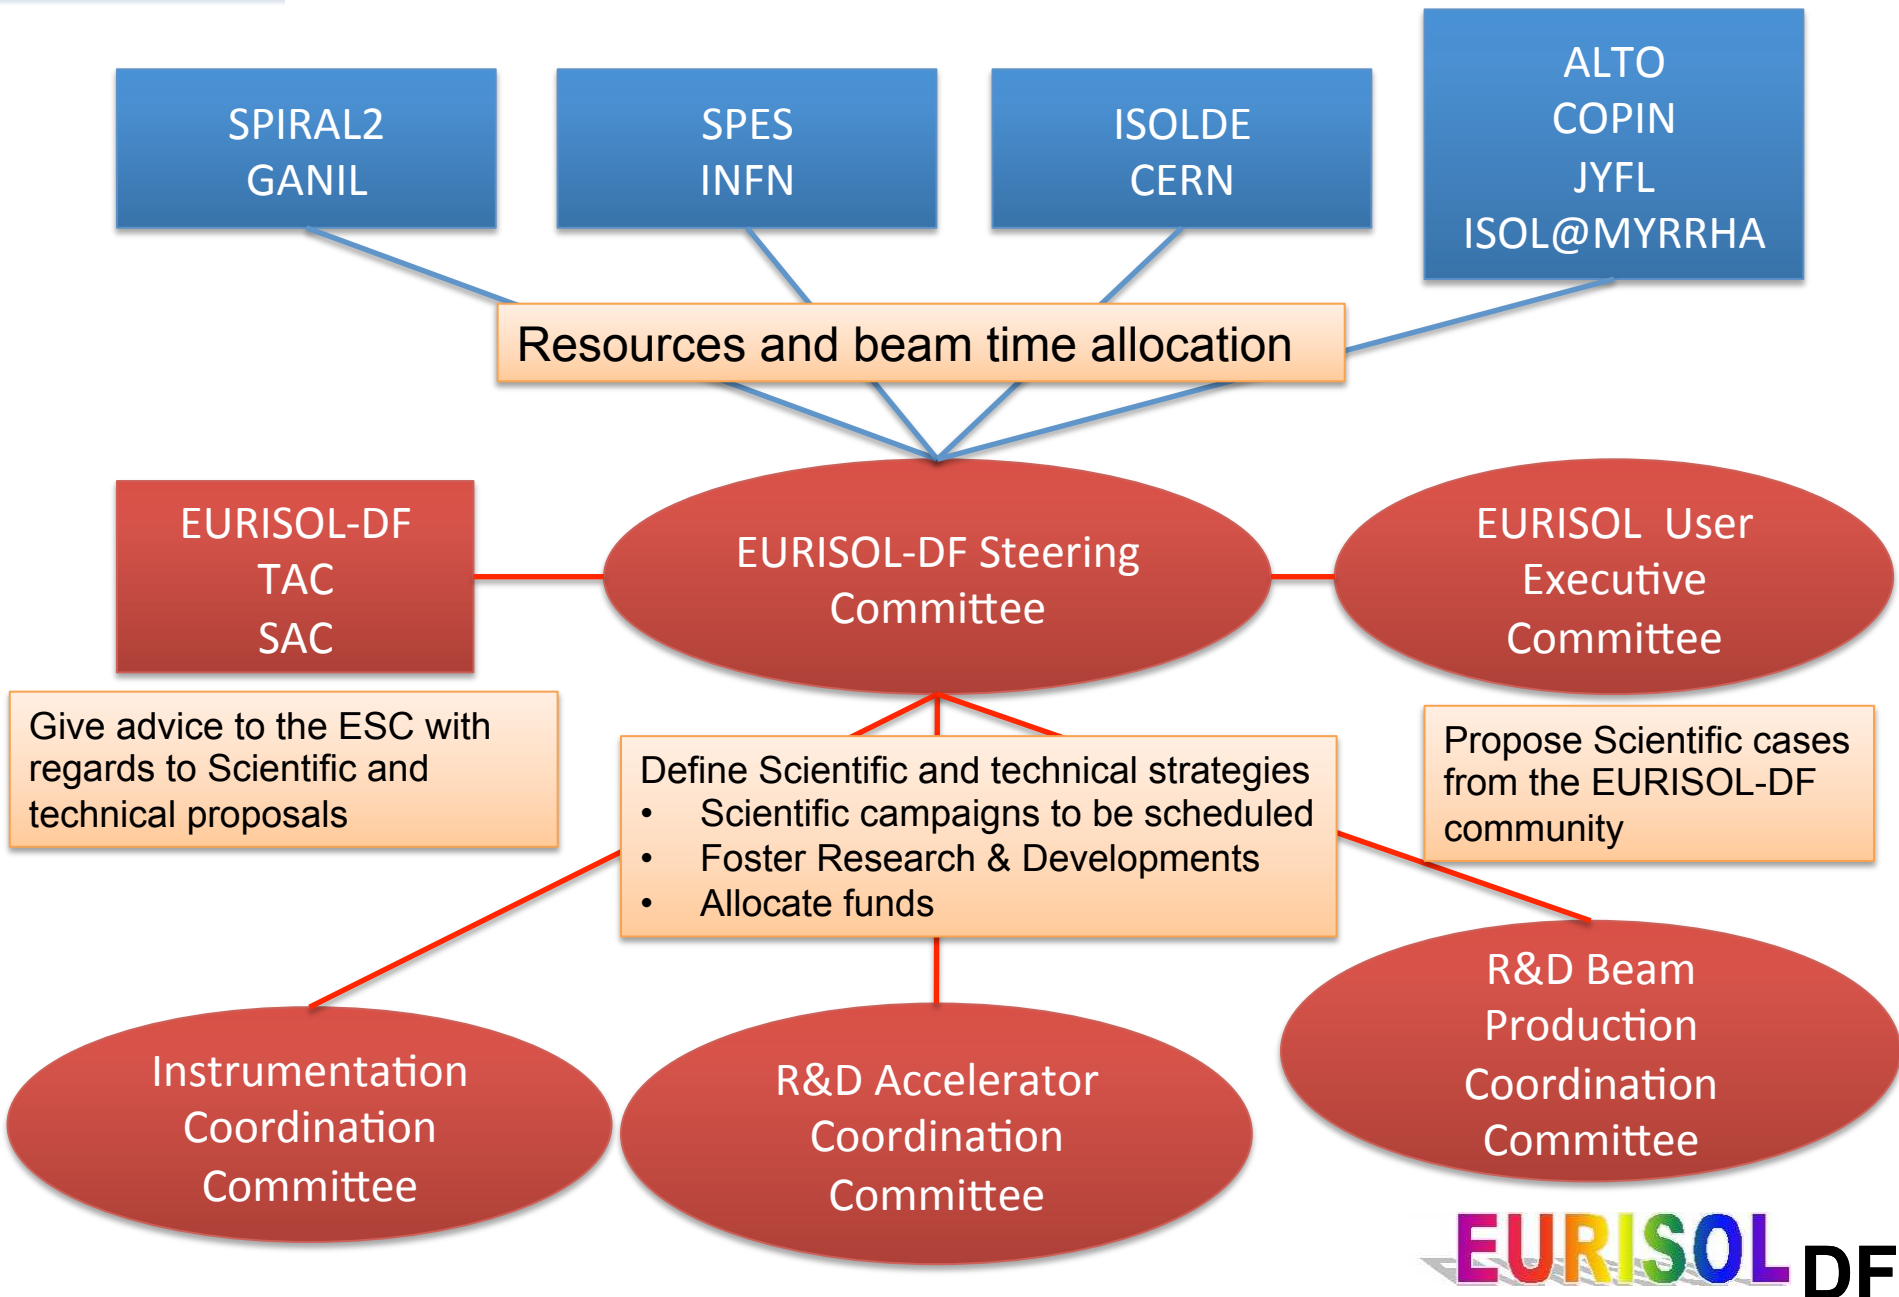 SPIRAL2
GANIL
SPES
INFN
ISOLDE
CERN
ALTO
COPIN
JYFL
ISOL@MYRRHA
Resources and beam time allocation
EURISOL-DF
TAC
SAC
EURISOL-DF Steering
Committee
EURISOL  User
Executive
Committee
Give advice to the ESC with
regards to Scientific and
technical proposals
Define Scientific and technical strategies
• Scientific campaigns to be scheduled
• Foster Research & Developments
• Allocate funds
Propose Scientific cases
from the EURISOL-DF
community
Instrumentation
Coordination
Committee
R&D Accelerator
Coordination
Committee
R&D Beam
Production
Coordination
Committee
EURISOL DF